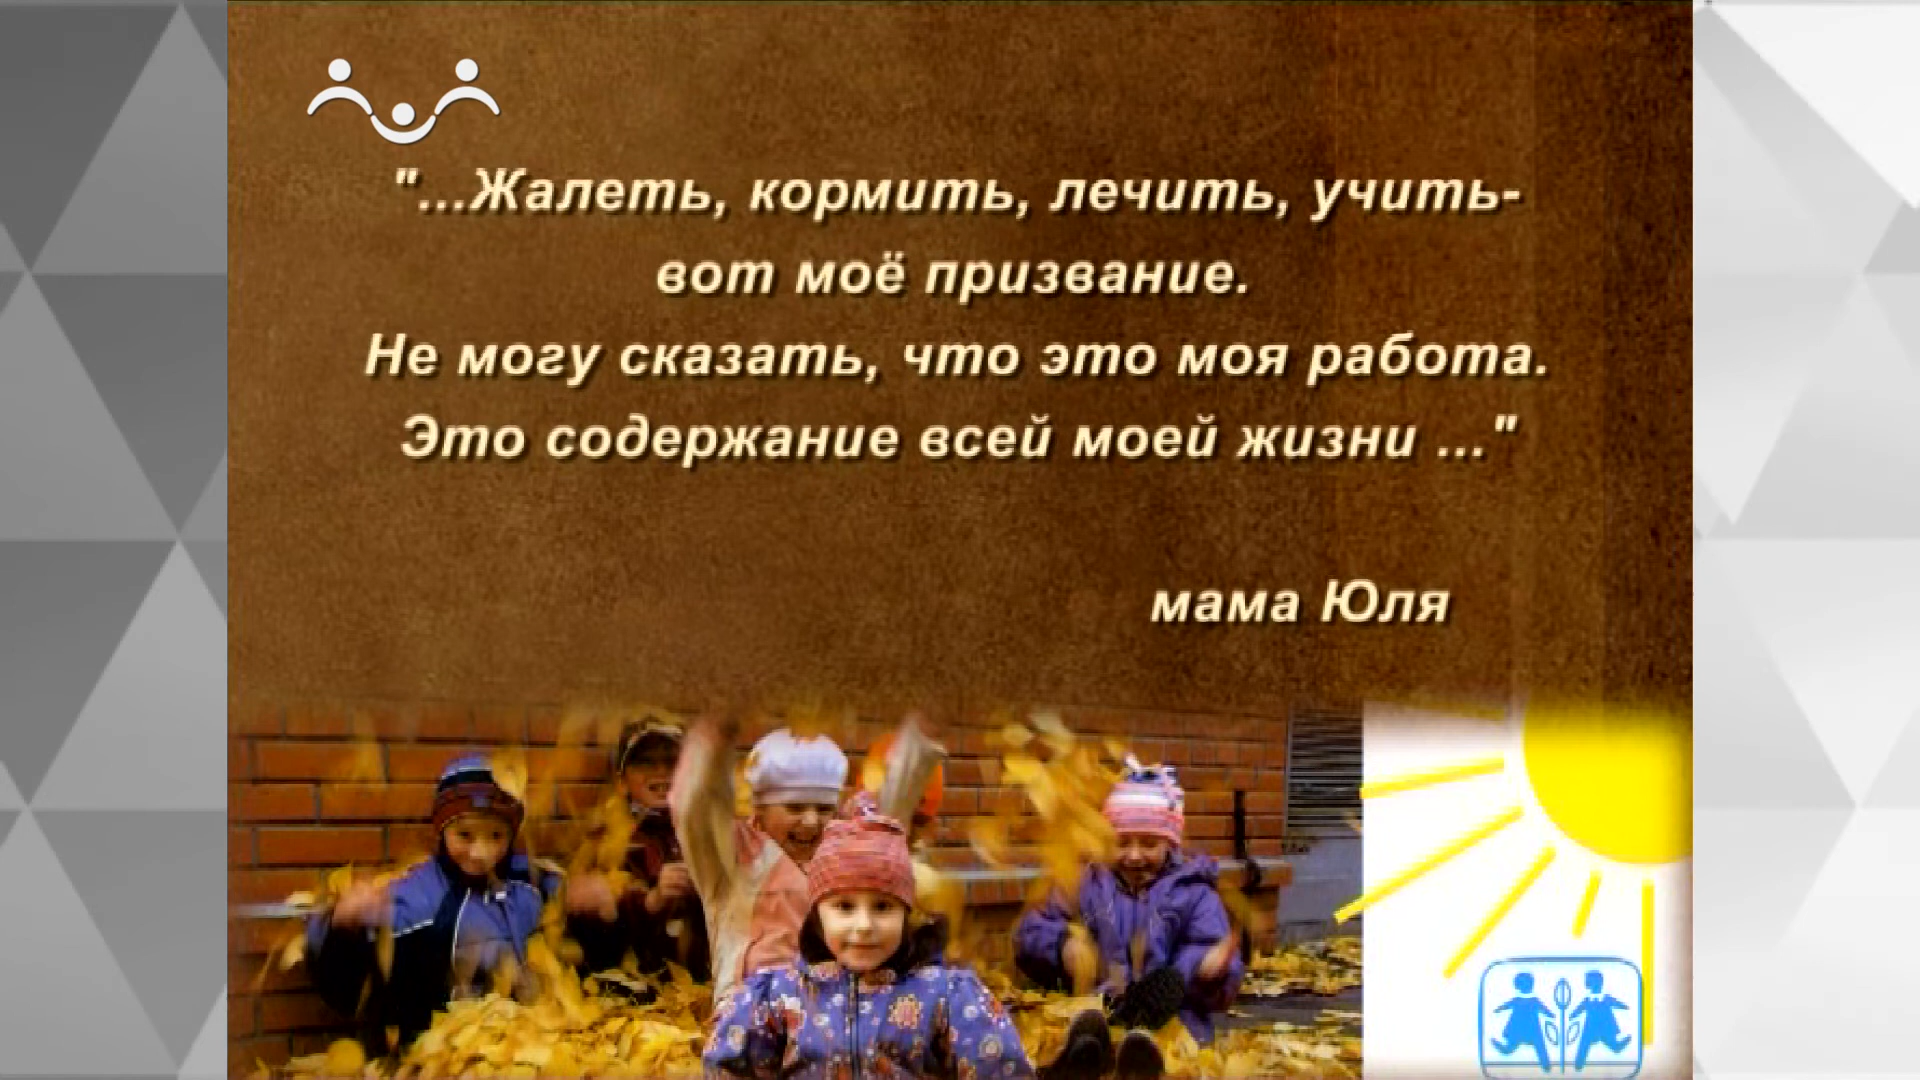 "...Жалеть, кормить, лечить, учить-
вот моё призвание.
Не могу сказать, что это моя работа.
Это содержание всей моей жизни ..."
мама Юля